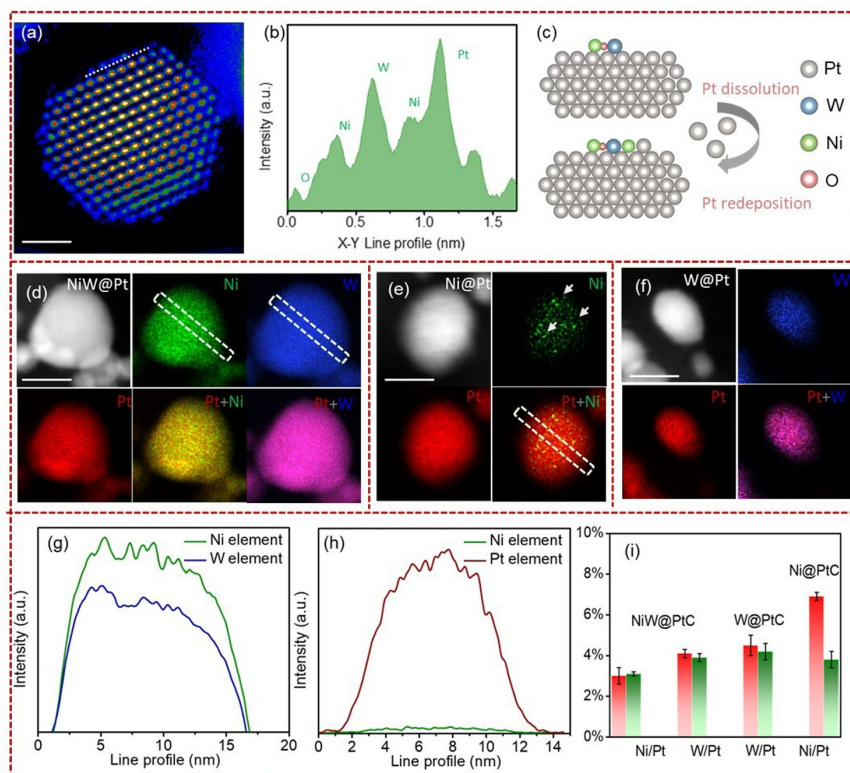 (a)
(b)
Intensity (a.u.)
O
Ni
W
Ni
Pt
0.0 0.5 1.0 1.5
X-Y Line profile (nm)
(c)
Pt dissolution
Pt redeposition
Pt
W
Ni
O
(d) NiW@Pt
Ni
W
Pt
Pt+Ni
Pt+W
(e) Ni@Pt
Ni
Pt
Pt+Ni
(f) W@Pt
W
Pt
Pt+W
(g)
Ni element
W element
Intensity (a.u.)
0 5 10 15 20
Line profile (nm)
(h)
Ni element
Pt element
Intensity (a.u.)
0 2 4 6 8 10 12 14
Line profile (nm)
(i)
10%
8%
6%
4%
2%
0%
NiW@PtC
W@PtC
Ni@PtC
Ni/Pt W/Pt W/Pt Ni/Pt